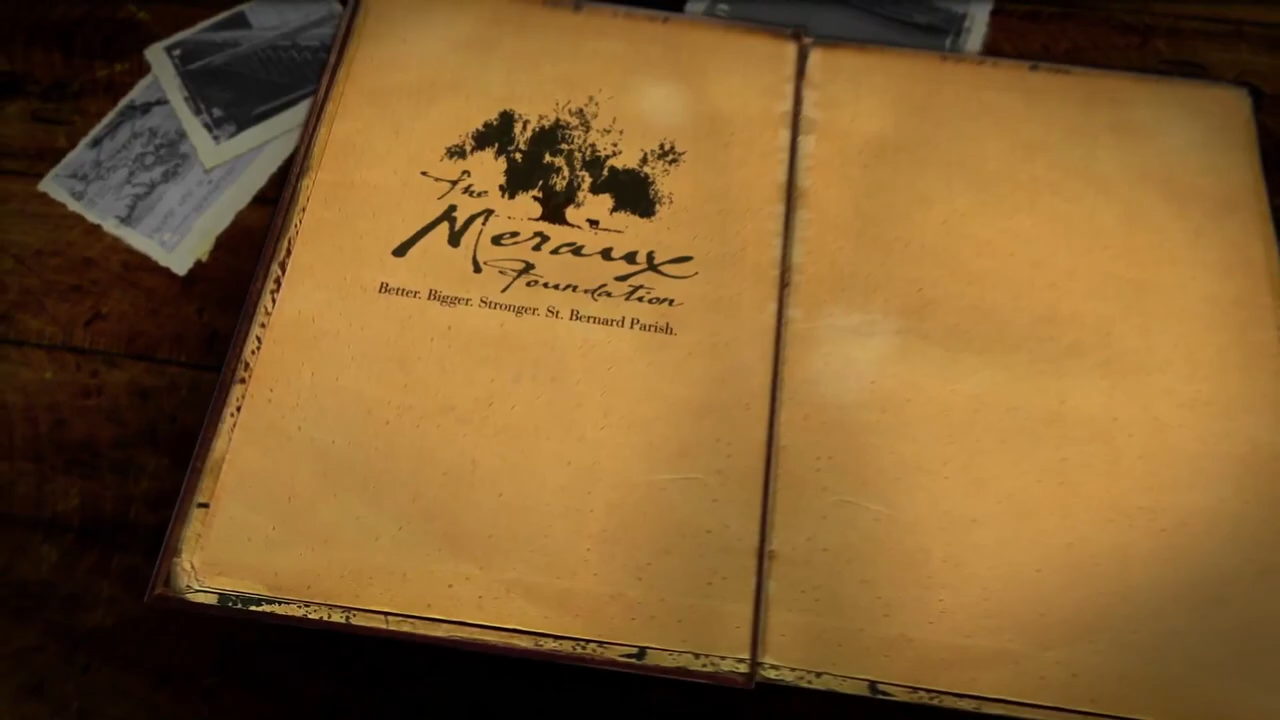 The
Meraux
Foundation
Better. Bigger. Stronger. St. Bernard Parish.